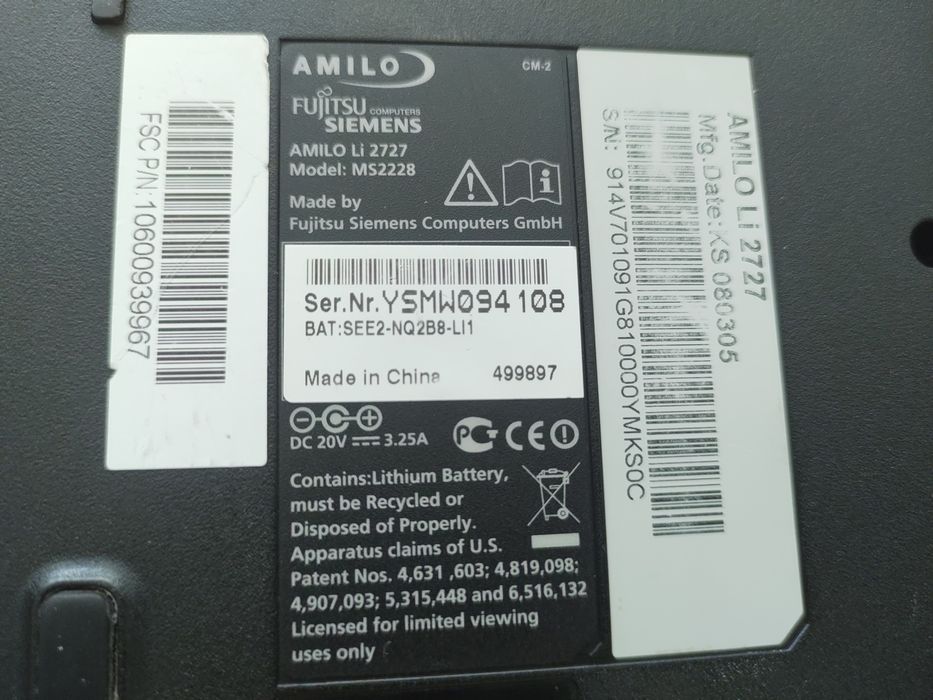 FSC P/N:10600939967
AMILO
CM-2
FUJITSU COMPUTERS
SIEMENS
AMILO Li 2727
Model: MS2228
Made by
Fujitsu Siemens Computers GmbH
Ser.Nr.YSMW094108
BAT:SEE2-NQ2B8-LI1
Made in China 499897
DC 20V 3.25A
Contains:Lithium Battery,
must be Recycled or
Disposed of Properly.
Apparatus claims of U.S.
Patent Nos. 4,631 ,603; 4,819,098;
4,907,093; 5,315,448 and 6,516,132
Licensed for limited viewing
uses only
AMILO Li 2727
Mfg.Date:KS 080305
S/N: 914V701091G810000YMKS0C